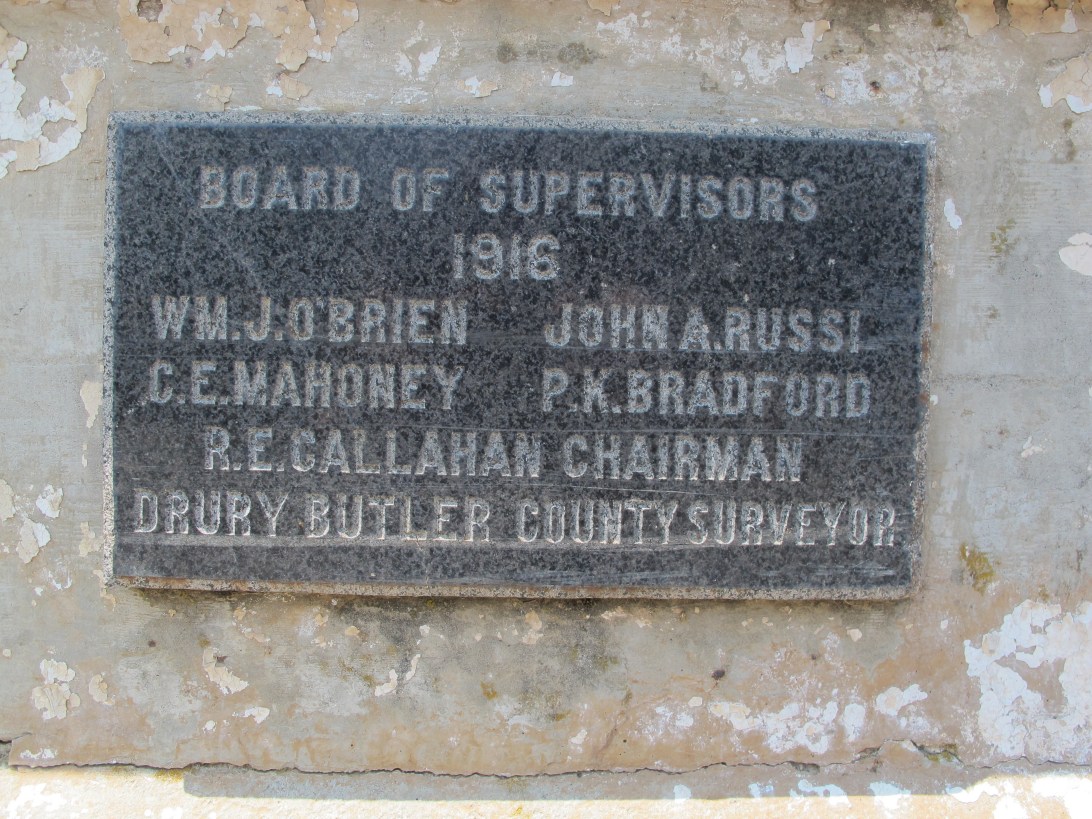 BOARD OF SUPERVISORS
1916
WM.J.O'BRIEN JOHN A.RUSSI
C.E.MAHONEY P.K.BRADFORD
R.E.CALLAHAN CHAIRMAN
DRURY BUTLER COUNTY SURVEYOR